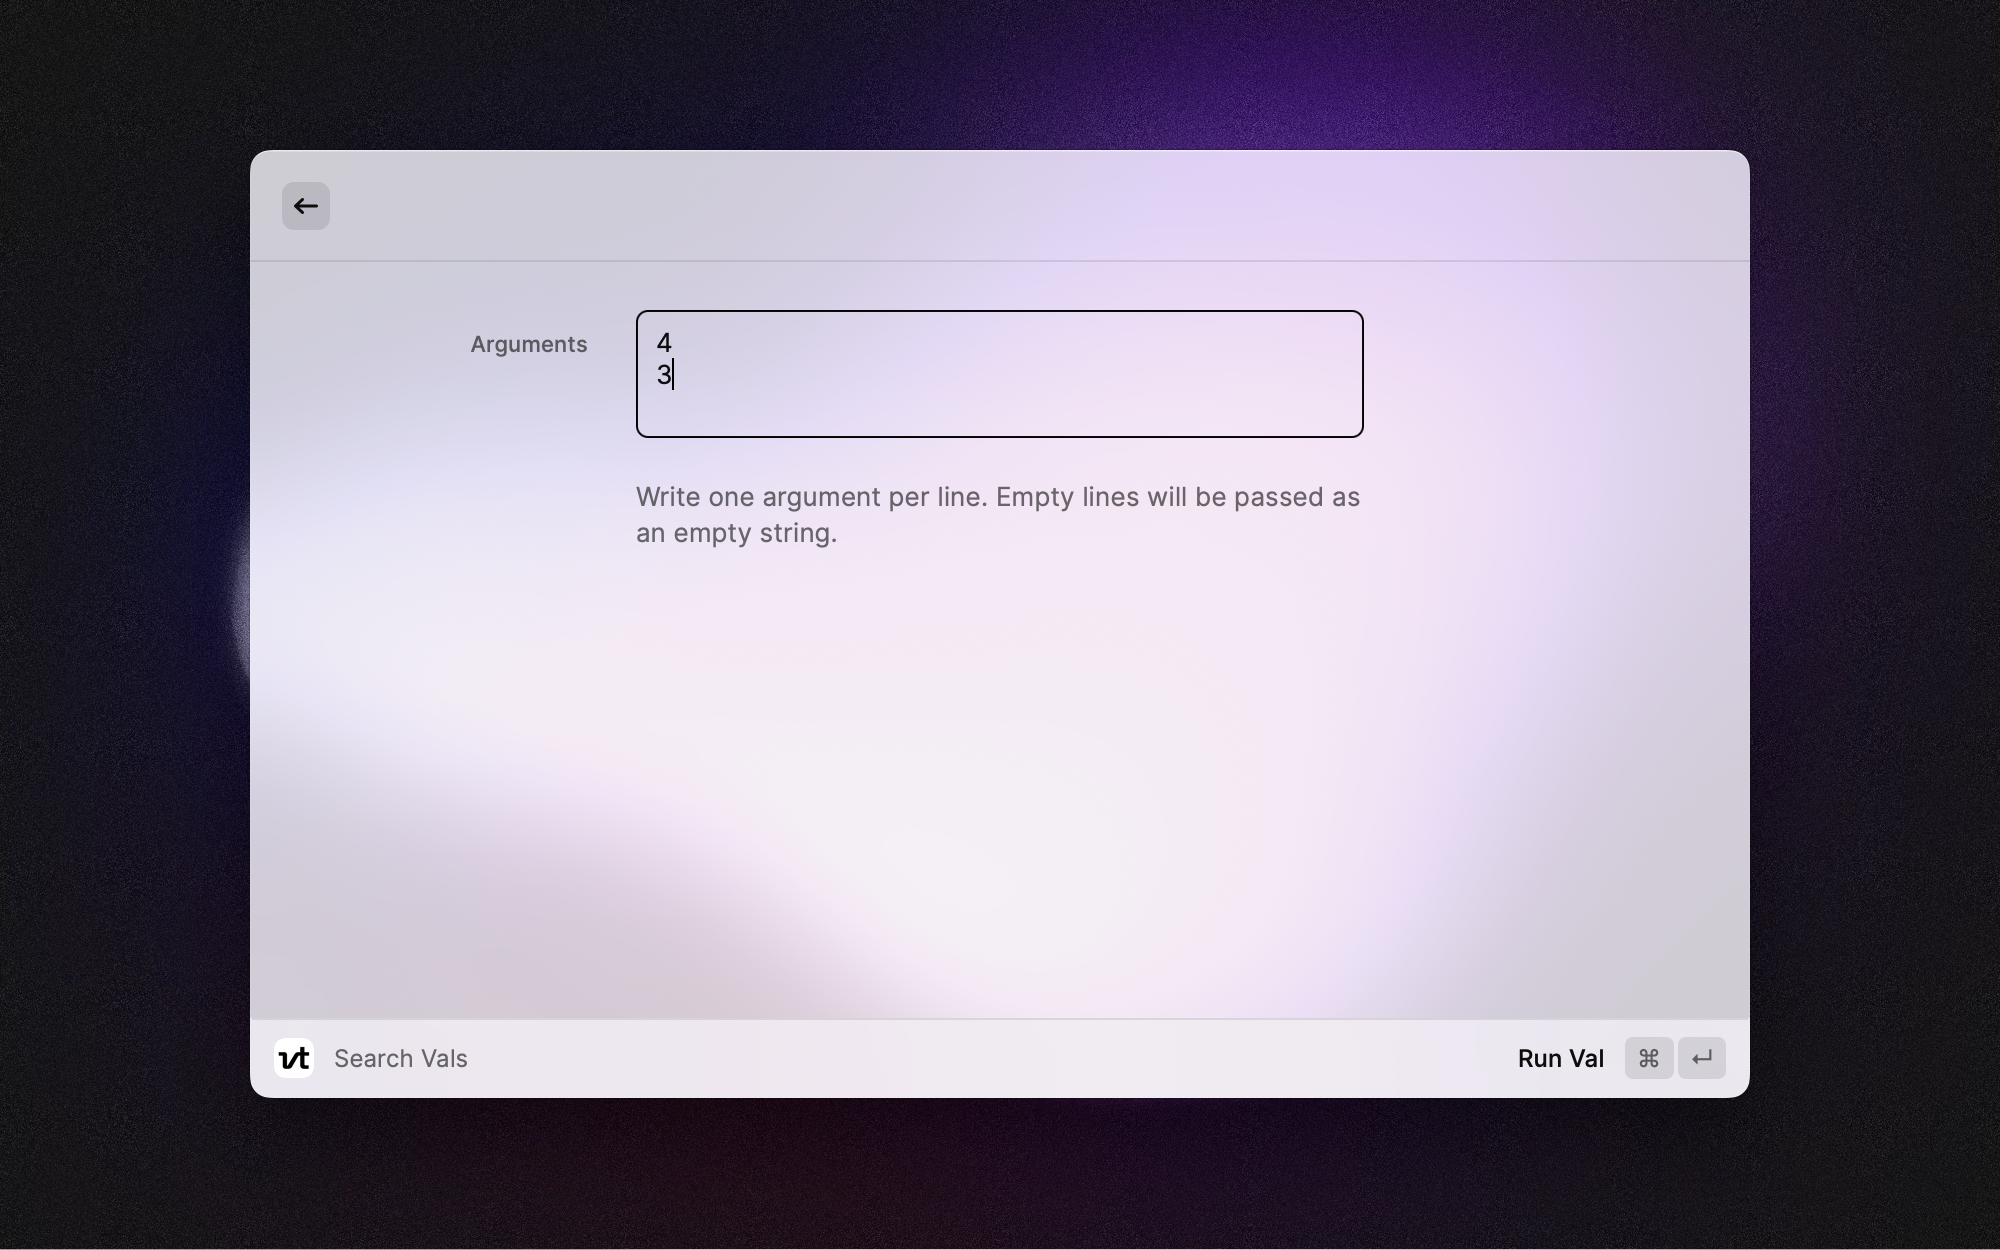 Arguments
4
3
Write one argument per line. Empty lines will be passed as
an empty string.
vt Search Vals
Run Val ⌘ ↵